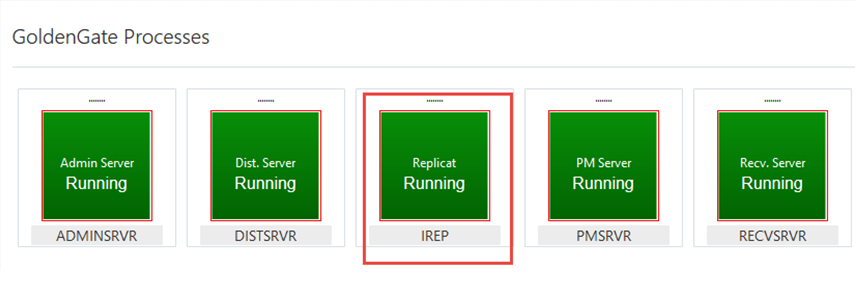 GoldenGate Processes
Admin Server
Running
ADMINSRVR
Dist. Server
Running
DISTSRVR
Replicat
Running
IREP
PM Server
Running
PMSRVR
Recv. Server
Running
RECVSRVR